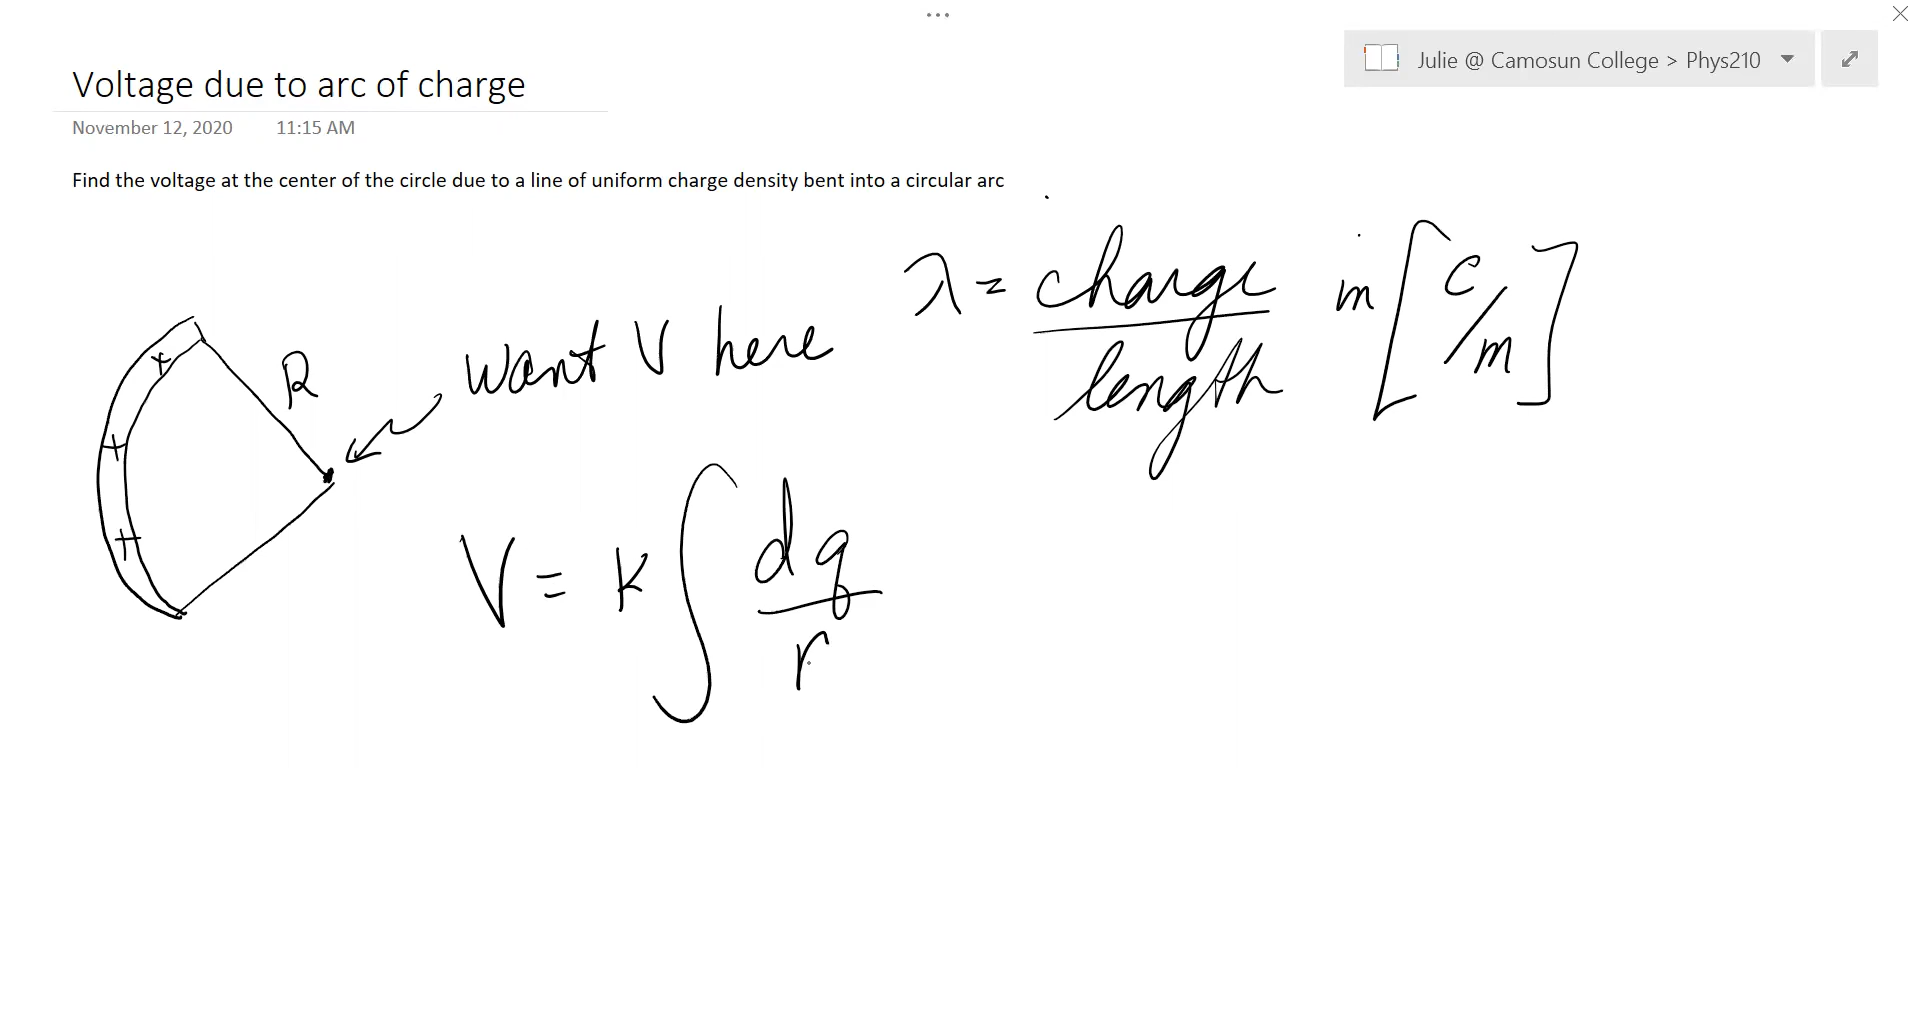 Julie @ Camosun College > Phys210
Voltage due to arc of charge
November 12, 2020 11:15 AM
Find the voltage at the center of the circle due to a line of uniform charge density bent into a circular arc
λ = charge / length in [C/m]
R
want V here
+
+
+
V = k ∫ dq / r